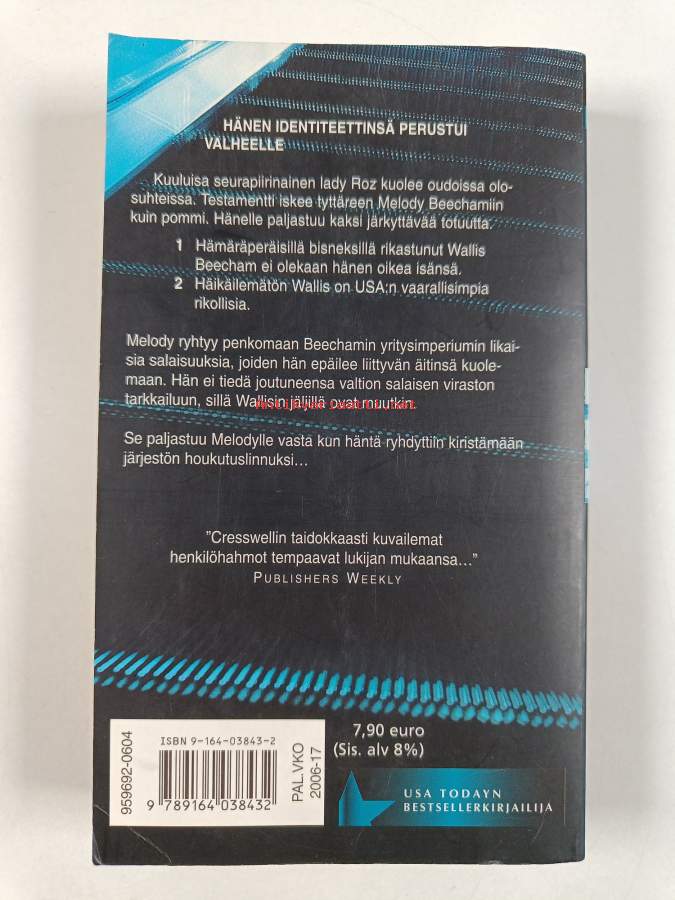 HÄNEN IDENTITEETTINSÄ PERUSTUI
VALHEELLE
Kuuluisa seurapiirinainen lady Roz kuolee oudoissa olo-
suhteissa. Testamentti iskee tyttäreen Melody Beechamiin
kuin pommi. Hänelle paljastuu kaksi järkyttävää totuutta.
1 Hämäräperäisillä bisneksillä rikastunut Wallis
Beecham ei olekaan hänen oikea isänsä.
2 Häikäilemätön Wallis on USA:n vaarallisimpia
rikollisia.
Melody ryhtyy penkomaan Beechamin yritysimperiumin likai-
sia salaisuuksia, joiden hän epäilee liittyvän äitinsä kuole-
maan. Hän ei tiedä joutuneensa valtion salaisen viraston
tarkkailuun, sillä Wallisin jäljillä ovat muutkin.
Se paljastuu Melodylle vasta kun häntä ryhdyttiin kiristämään
järjestön houkutuslinnuksi...
"Cresswellin taidokkaasti kuvailemat
henkilöhahmot tempaavat lukijan mukaansa..."
PUBLISHERS WEEKLY
959692-0604
ISBN 9-164-03843-2
9 789164 038432
PAL.VKO
2006-17
7,90 euro
(Sis. alv 8%)
USA TODAYN
BESTSELLERKIRJAILIJA